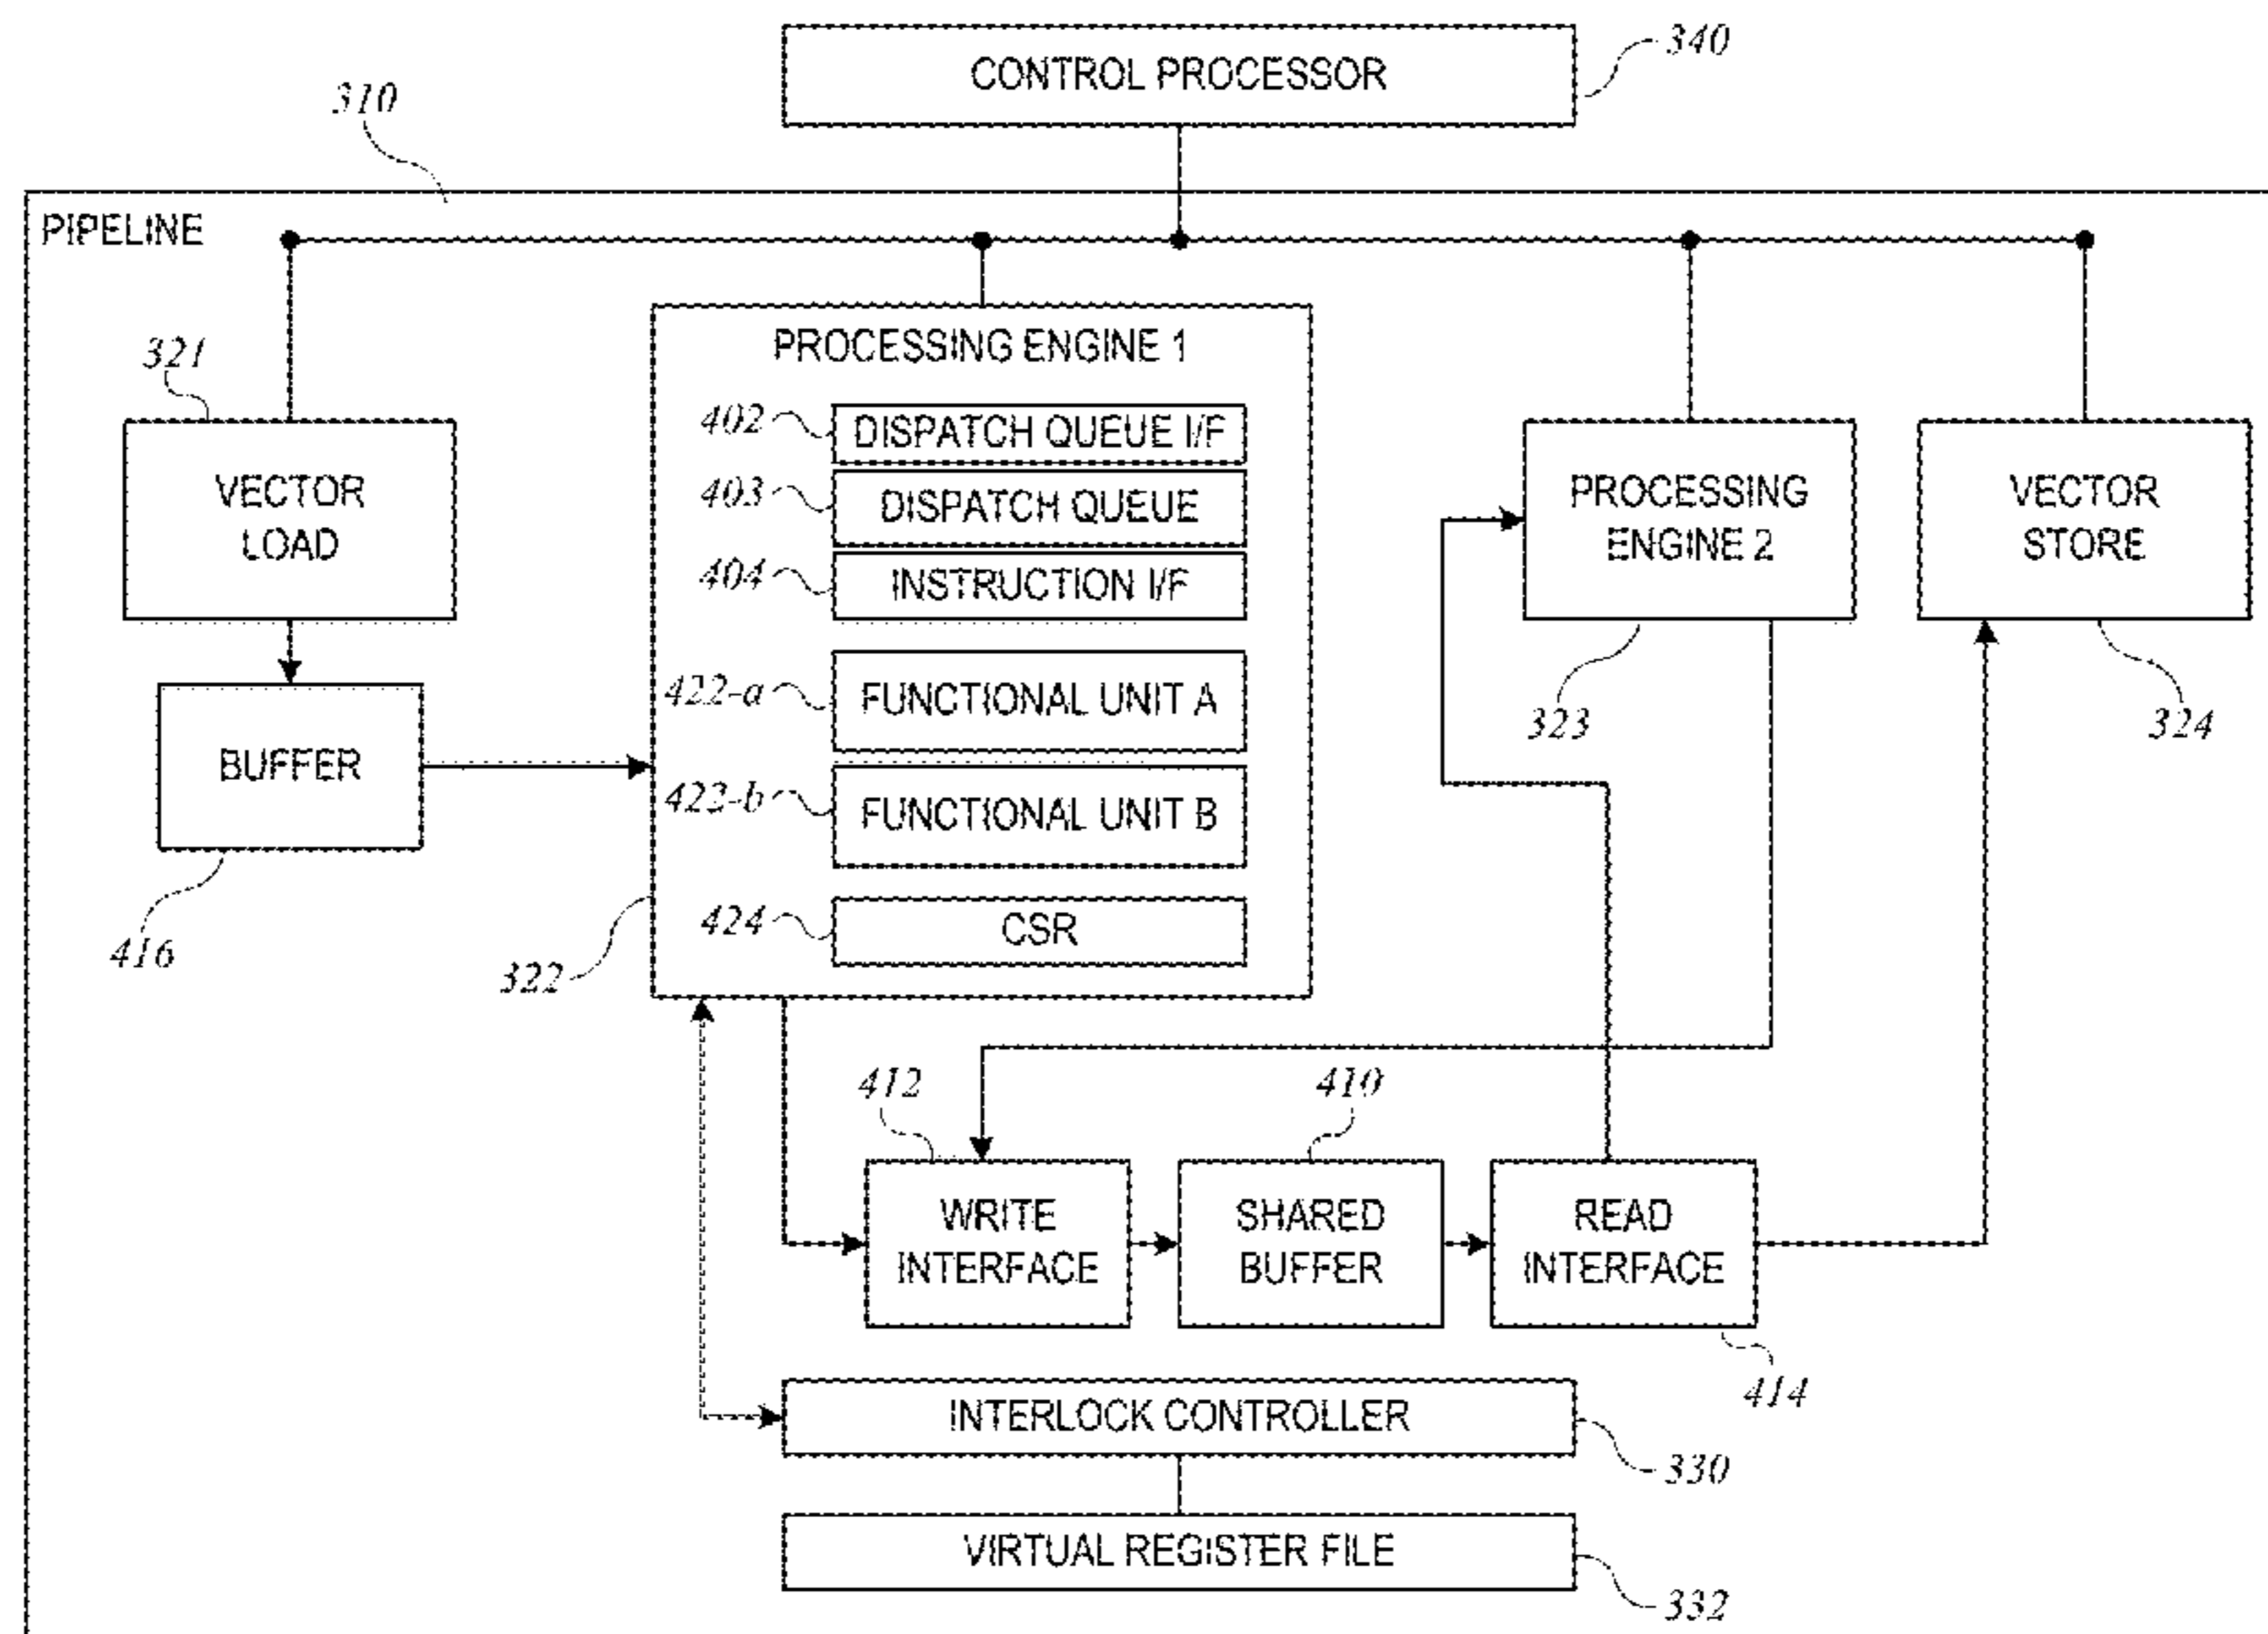 CONTROL PROCESSOR
340
310
PIPELINE
PROCESSING ENGINE 1
321
402
DISPATCH QUEUE I/F
VECTOR
LOAD
403
DISPATCH QUEUE
PROCESSING
ENGINE 2
VECTOR
STORE
404
INSTRUCTION I/F
422-a
FUNCTIONAL UNIT A
323
324
BUFFER
422-b
FUNCTIONAL UNIT B
424
CSR
416
322
412
410
WRITE
INTERFACE
SHARED
BUFFER
READ
INTERFACE
414
INTERLOCK CONTROLLER
330
VIRTUAL REGISTER FILE
332